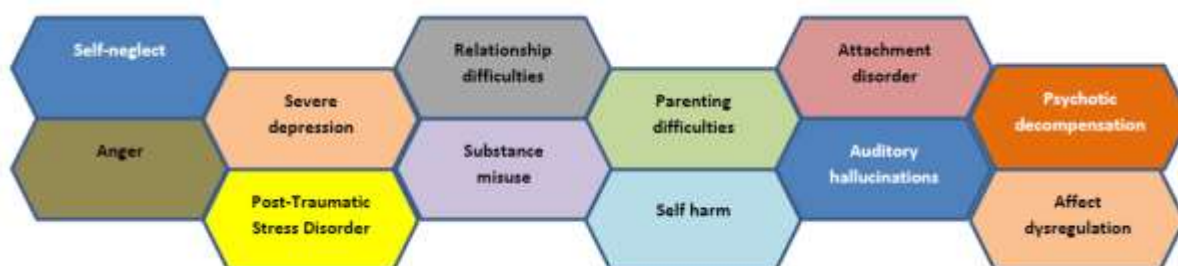 Self-neglect
Anger
Severe
depression
Post-Traumatic
Stress Disorder
Relationship
difficulties
Substance
misuse
Parenting
difficulties
Self harm
Attachment
disorder
Auditory
hallucinations
Psychotic
decompensation
Affect
dysregulation